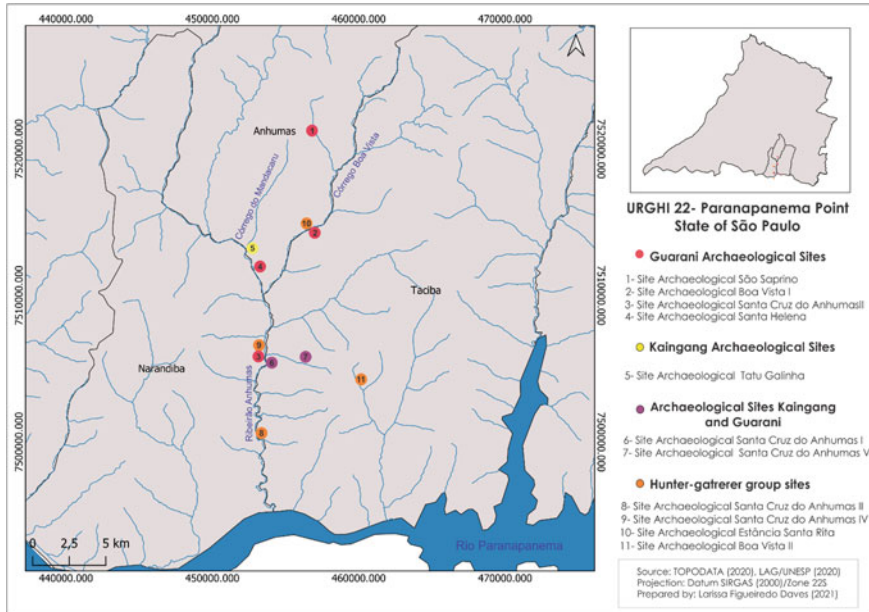 440000.000 450000.000 460000.000 470000.000
7520000.000
7510000.000
7500000.000
7520000.000
7510000.000
7500000.000
Anhumas
1
Córrego do Mandacaru
Córrego Boa Vista
10
2
5
4
Taciba
9
3
6
7
11
Narandiba
Ribeirão Anhumas
8
Rio Paranapanema
0 2,5 5 km
440000.000 450000.000 460000.000 470000.000
URGHI 22- Paranapanema Point
State of São Paulo
Guarani Archaeological Sites
1- Site Archaeological São Saprino
2- Site Archaeological Boa Vista I
3- Site Archaeological Santa Cruz do AnhumasII
4- Site Archaeological Santa Helena
Kaingang Archaeological Sites
5- Site Archaeological Tatu Galinha
Archaeological Sites Kaingang
and Guarani
6- Site Archaeological Santa Cruz do Anhumas I
7- Site Archaeological Santa Cruz do Anhumas V
Hunter-gatrerer group sites
8- Site Archaeological Santa Cruz do Anhumas II
9- Site Archaeological Santa Cruz do Anhumas IV
10- Site Archaeological Estância Santa Rita
11- Site Archaeological Boa Vista II
Source: TOPODATA (2020), LAG/UNESP (2020)
Projection: Datum SIRGAS (2000)/Zone 22S
Prepared by: Larissa Figueiredo Daves (2021)